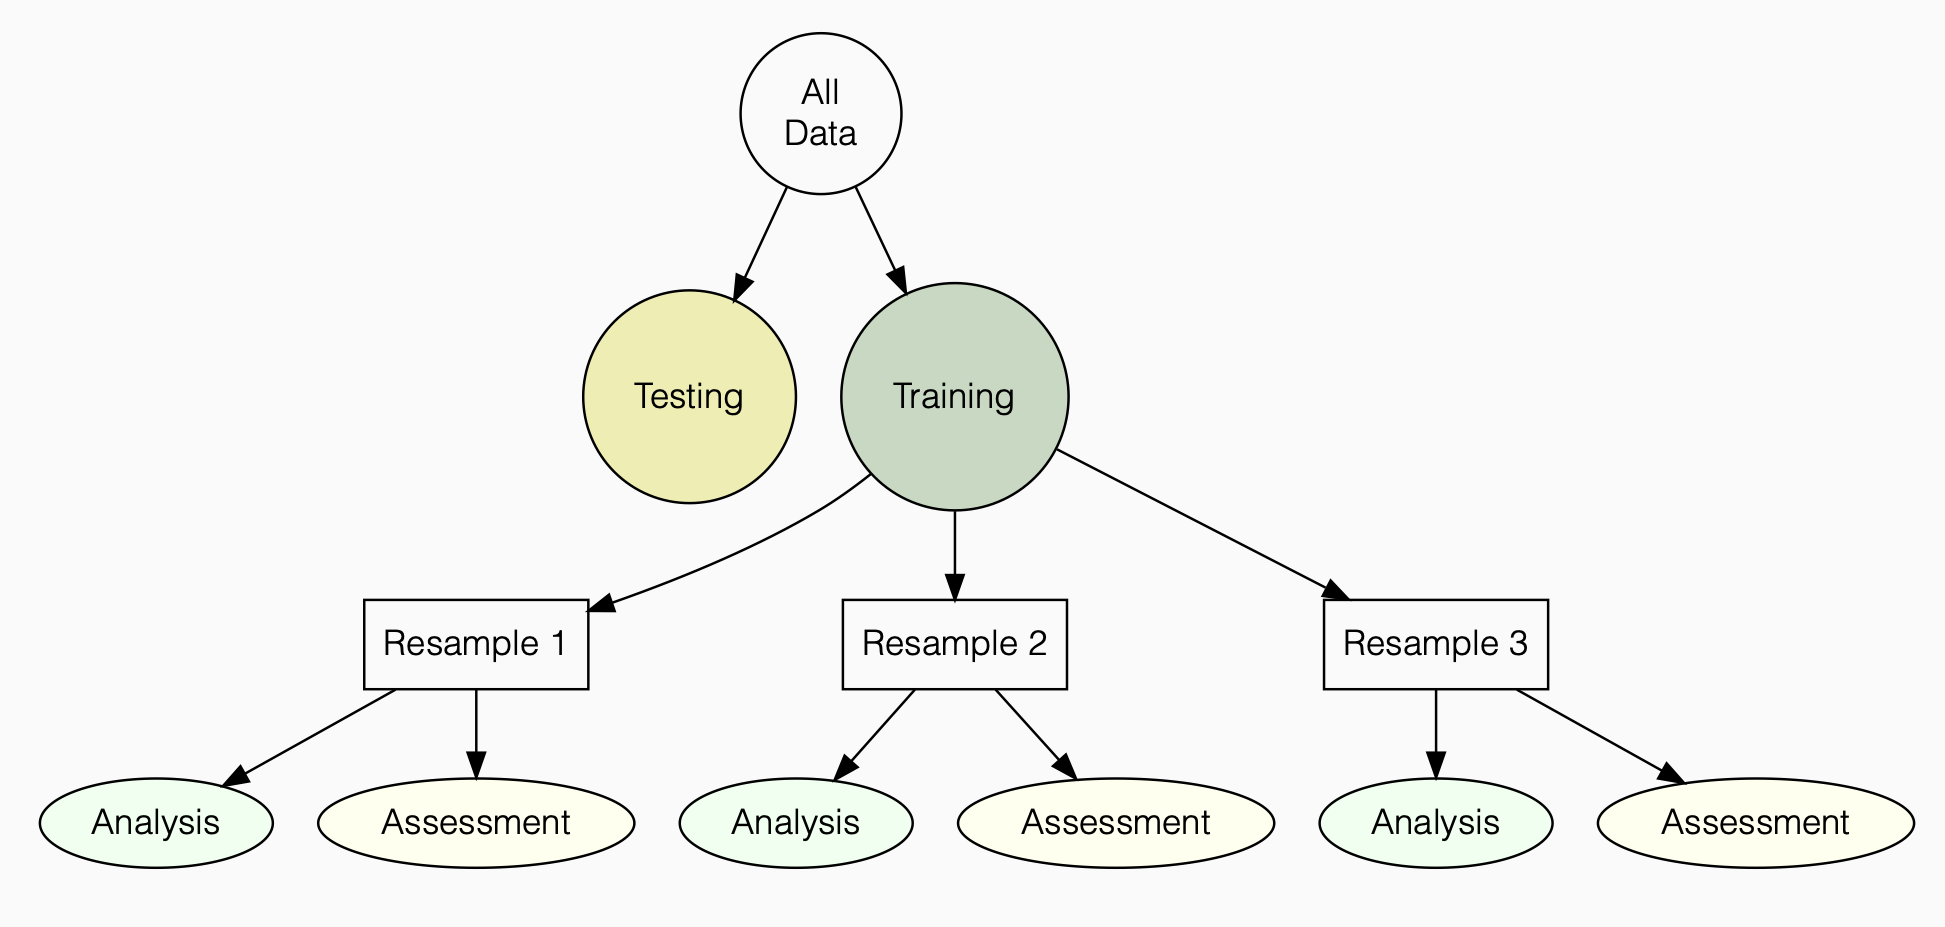 All
Data
Testing
Training
Resample 1
Resample 2
Resample 3
Analysis
Assessment
Analysis
Assessment
Analysis
Assessment